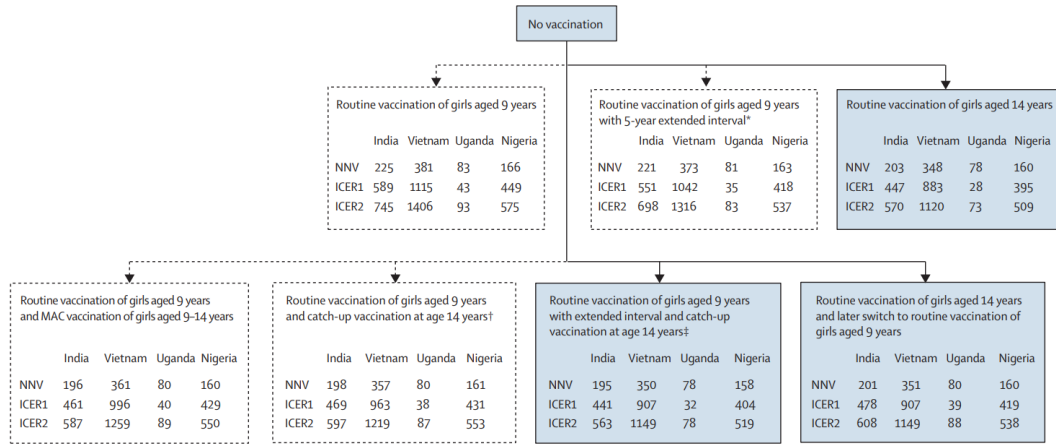 No vaccination
Routine vaccination of girls aged 9 years
India Vietnam Uganda Nigeria
NNV 225 381 83 166
ICER1 589 1115 43 449
ICER2 745 1406 93 575
Routine vaccination of girls aged 9 years
with 5-year extended interval*
India Vietnam Uganda Nigeria
NNV 221 373 81 163
ICER1 551 1042 35 418
ICER2 698 1316 83 537
Routine vaccination of girls aged 14 years
India Vietnam Uganda Nigeria
NNV 203 348 78 160
ICER1 447 883 28 395
ICER2 570 1120 73 509
Routine vaccination of girls aged 9 years
and MAC vaccination of girls aged 9–14 years
India Vietnam Uganda Nigeria
NNV 196 361 80 160
ICER1 461 996 40 429
ICER2 587 1259 89 550
Routine vaccination of girls aged 9 years
and catch-up vaccination at age 14 years†
India Vietnam Uganda Nigeria
NNV 198 357 80 161
ICER1 469 963 38 431
ICER2 597 1219 87 553
Routine vaccination of girls aged 9 years
with extended interval and catch-up
vaccination at age 14 years‡
India Vietnam Uganda Nigeria
NNV 195 350 78 158
ICER1 441 907 32 404
ICER2 563 1149 78 519
Routine vaccination of girls aged 14 years
and later switch to routine vaccination of
girls aged 9 years
India Vietnam Uganda Nigeria
NNV 201 351 80 160
ICER1 478 907 39 419
ICER2 608 1149 88 538